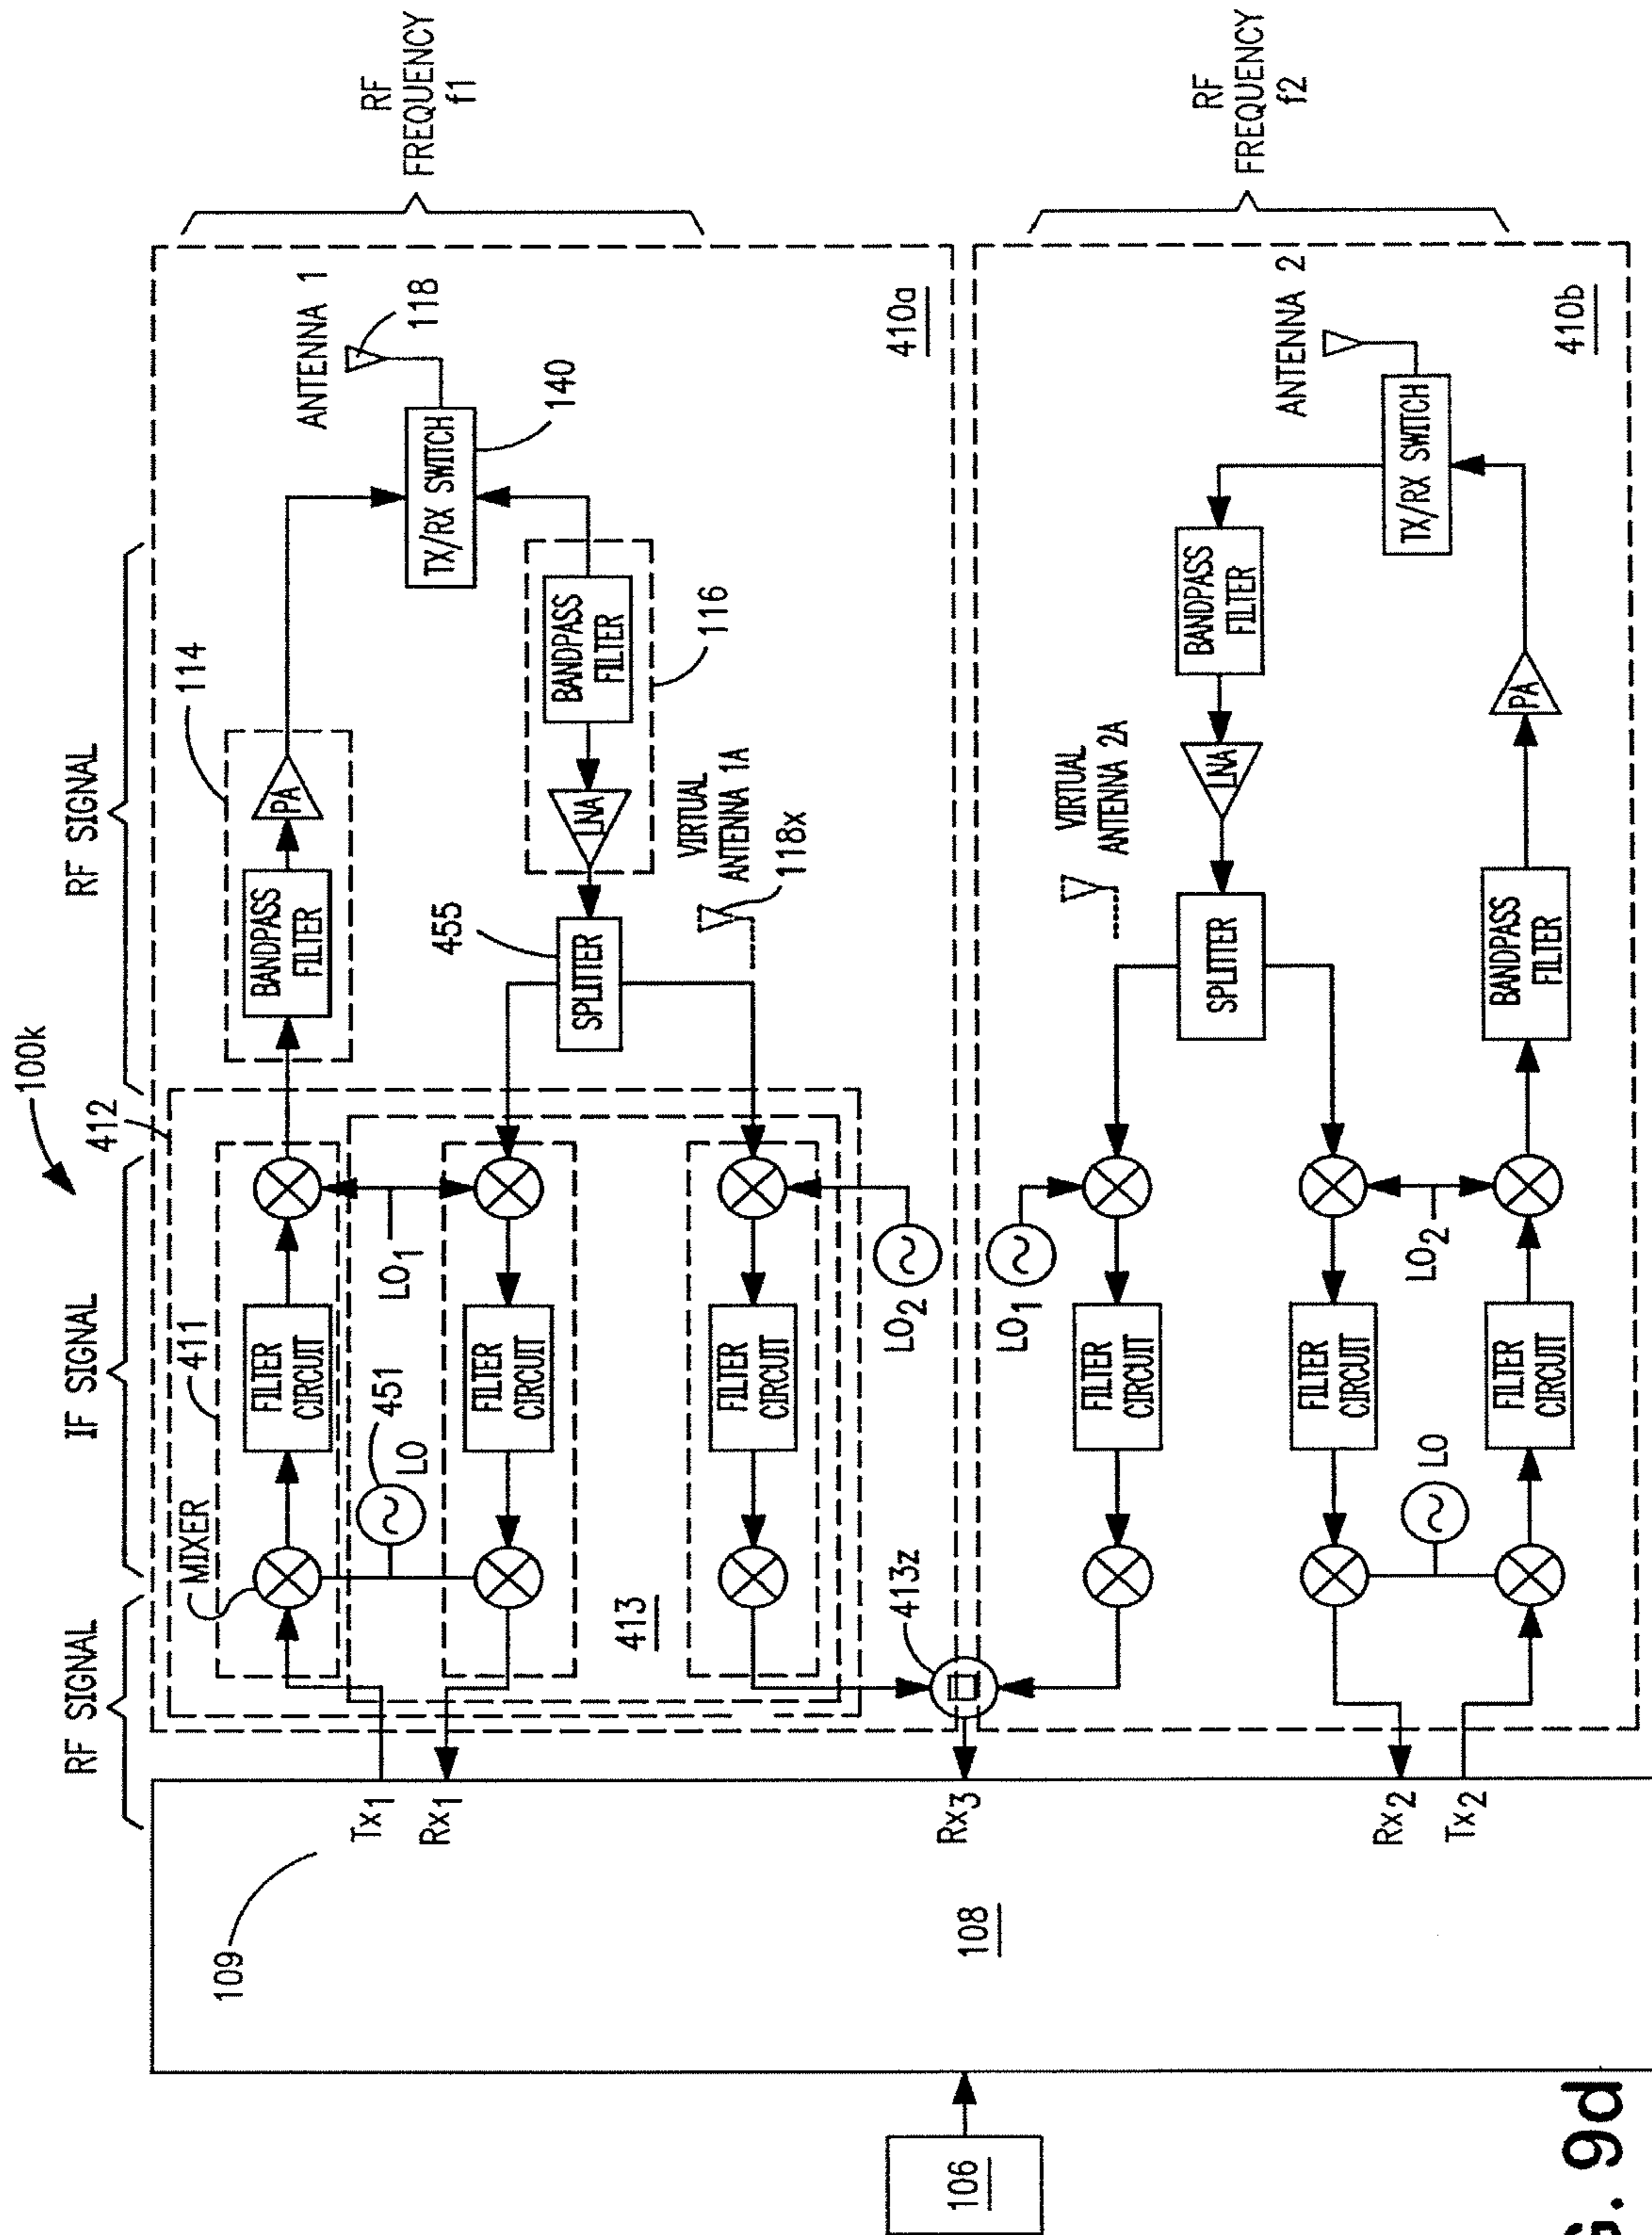 100k
RF SIGNAL
IF SIGNAL
RF SIGNAL
412
411
MIXER
FILTER
CIRCUIT
114
BANDPASS
FILTER
PA
ANTENNA 1
118
TX/RX SWITCH
140
RF
FREQUENCY
f1
109
Tx1
Rx1
451
LO
LO1
FILTER
CIRCUIT
455
SPLITTER
LNA
BANDPASS
FILTER
116
VIRTUAL
ANTENNA 1A
118x
413
FILTER
CIRCUIT
LO2
410a
106
108
Rx3
413z
LO1
FILTER
CIRCUIT
VIRTUAL
ANTENNA 2A
SPLITTER
LNA
BANDPASS
FILTER
ANTENNA 2
TX/RX SWITCH
RF
FREQUENCY
f2
Rx2
Tx2
FILTER
CIRCUIT
LO
LO2
FILTER
CIRCUIT
BANDPASS
FILTER
PA
410b
G. 9d